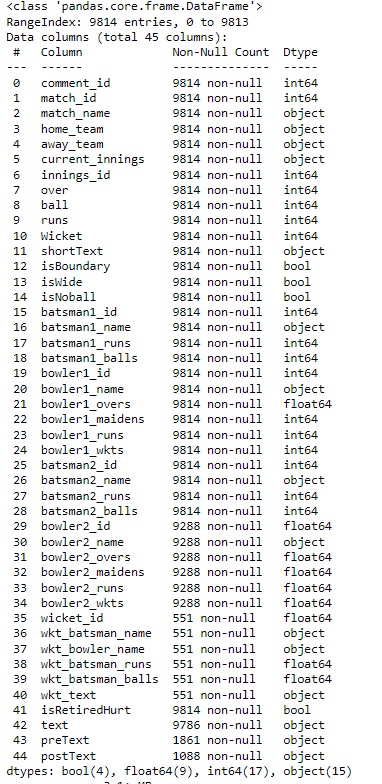 <class 'pandas.core.frame.DataFrame'>
RangeIndex: 9814 entries, 0 to 9813
Data columns (total 45 columns):
 #   Column            Non-Null Count  Dtype
---  ------            --------------  -----
 0   comment_id        9814 non-null   int64
 1   match_id          9814 non-null   int64
 2   match_name        9814 non-null   object
 3   home_team         9814 non-null   object
 4   away_team         9814 non-null   object
 5   current_innings   9814 non-null   object
 6   innings_id        9814 non-null   int64
 7   over              9814 non-null   int64
 8   ball              9814 non-null   int64
 9   runs              9814 non-null   int64
 10  Wicket            9814 non-null   int64
 11  shortText         9814 non-null   object
 12  isBoundary        9814 non-null   bool
 13  isWide            9814 non-null   bool
 14  isNoball          9814 non-null   bool
 15  batsman1_id       9814 non-null   int64
 16  batsman1_name     9814 non-null   object
 17  batsman1_runs     9814 non-null   int64
 18  batsman1_balls    9814 non-null   int64
 19  bowler1_id        9814 non-null   int64
 20  bowler1_name      9814 non-null   object
 21  bowler1_overs     9814 non-null   float64
 22  bowler1_maidens   9814 non-null   int64
 23  bowler1_runs      9814 non-null   int64
 24  bowler1_wkts      9814 non-null   int64
 25  batsman2_id       9814 non-null   int64
 26  batsman2_name     9814 non-null   object
 27  batsman2_runs     9814 non-null   int64
 28  batsman2_balls    9814 non-null   int64
 29  bowler2_id        9288 non-null   float64
 30  bowler2_name      9288 non-null   object
 31  bowler2_overs     9288 non-null   float64
 32  bowler2_maidens   9288 non-null   float64
 33  bowler2_runs      9288 non-null   float64
 34  bowler2_wkts      9288 non-null   float64
 35  wicket_id         551 non-null    float64
 36  wkt_batsman_name  551 non-null    object
 37  wkt_bowler_name   551 non-null    object
 38  wkt_batsman_runs  551 non-null    float64
 39  wkt_batsman_balls 551 non-null    float64
 40  wkt_text          551 non-null    object
 41  isRetiredHurt     9814 non-null   bool
 42  text              9786 non-null   object
 43  preText           1861 non-null   object
 44  postText          1088 non-null   object
dtypes: bool(4), float64(9), int64(17), object(15)